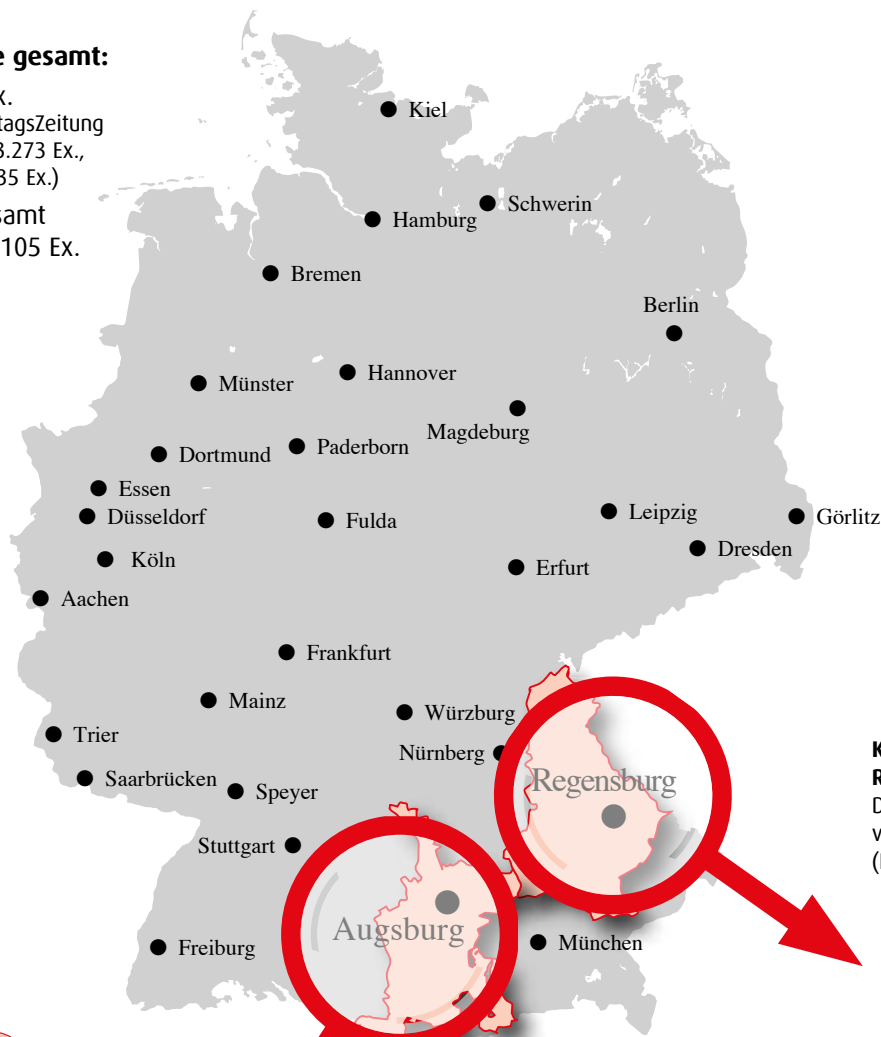 e gesamt:
x.
tagsZeitung
3.273 Ex.,
35 Ex.)
samt
105 Ex.
Kiel
Schwerin
Hamburg
Bremen
Berlin
Hannover
Münster
Magdeburg
Paderborn
Dortmund
Essen
Düsseldorf
Fulda
Leipzig
Görlitz
Dresden
Köln
Erfurt
Aachen
Frankfurt
Mainz
Würzburg
Trier
Nürnberg
Saarbrücken
Speyer
Regensburg
Stuttgart
Augsburg
Freiburg
München
K
R
D
v
(